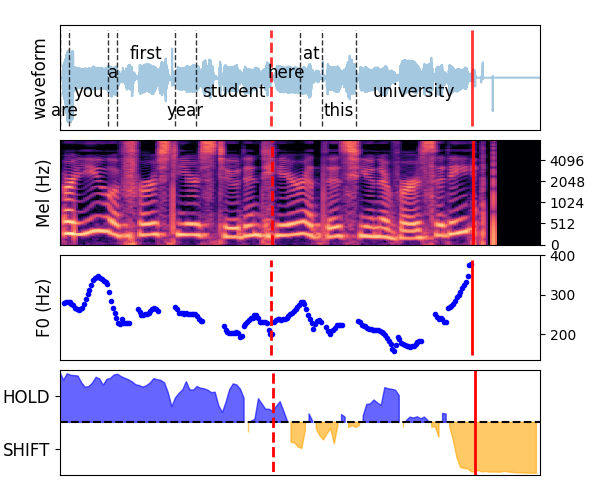 waveform
first
at
a
here
you
student
university
are
year
this
Mel (Hz)
4096
2048
1024
512
0
F0 (Hz)
400
300
200
HOLD
SHIFT